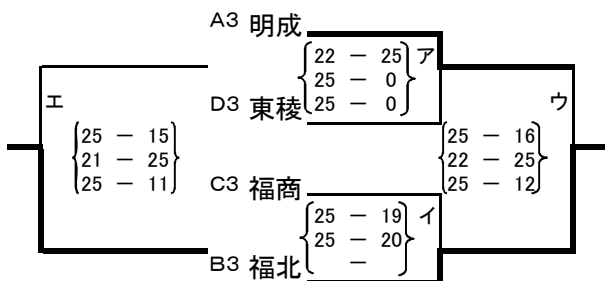 A3 明成
22 － 25 ア
25 － 0
25 － 0
D3 東稜
エ
25 － 15
21 － 25
25 － 11
ウ
25 － 16
22 － 25
25 － 12
C3 福商
25 － 19 イ
25 － 20
－
B3 福北